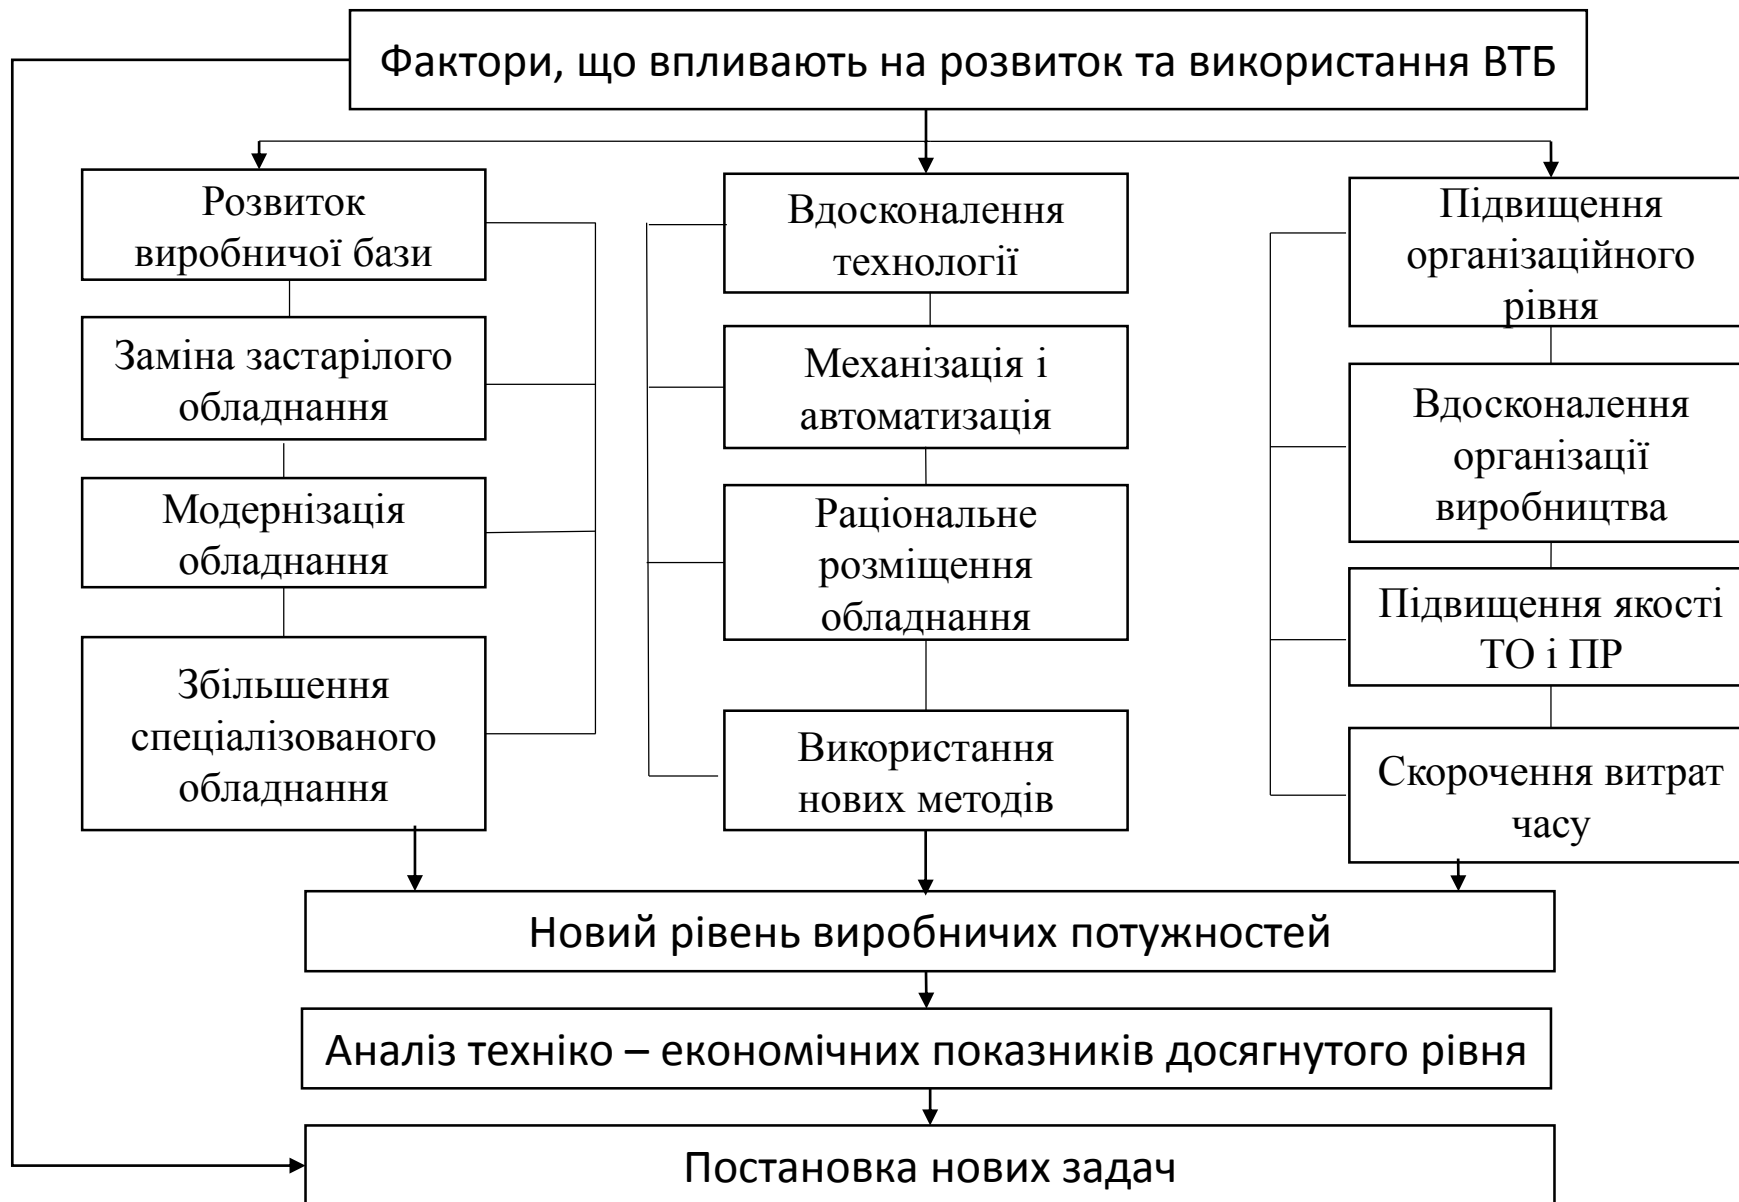 Фактори, що впливають на розвиток та використання ВТБ
Розвиток
виробничої бази
Заміна застарілого
обладнання
Модернізація
обладнання
Збільшення
спеціалізованого
обладнання
Вдосконалення
технології
Механізація і
автоматизація
Раціональне
розміщення
обладнання
Використання
нових методів
Підвищення
організаційного
рівня
Вдосконалення
організації
виробництва
Підвищення якості
ТО і ПР
Скорочення витрат
часу
Новий рівень виробничих потужностей
Аналіз техніко – економічних показників досягнутого рівня
Постановка нових задач